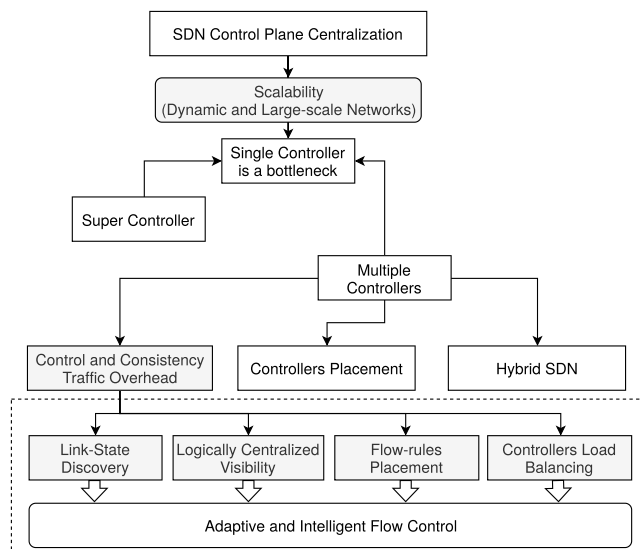 SDN Control Plane Centralization
Scalability
(Dynamic and Large-scale Networks)
Single Controller
is a bottleneck
Super Controller
Multiple
Controllers
Control and Consistency
Traffic Overhead
Controllers Placement
Hybrid SDN
Link-State
Discovery
Logically Centralized
Visibility
Flow-rules
Placement
Controllers Load
Balancing
Adaptive and Intelligent Flow Control